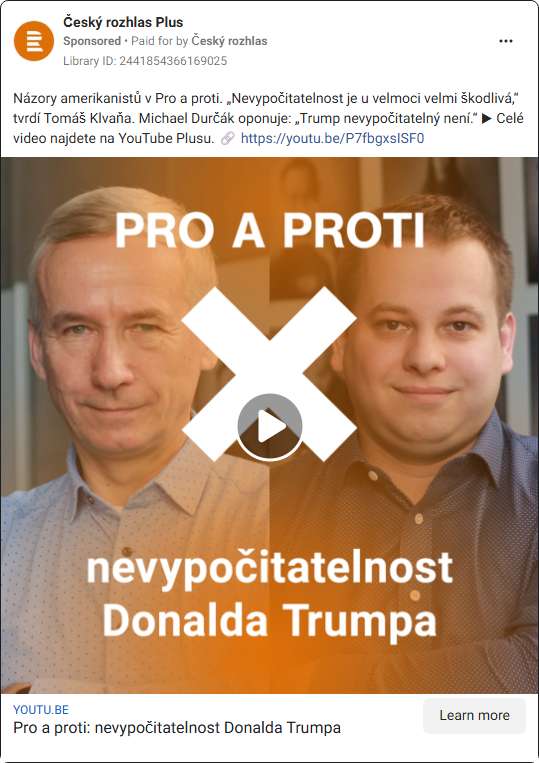 Český rozhlas Plus
Sponsored • Paid for by Český rozhlas
Library ID: 2441854366169025
Názory amerikanistů v Pro a proti. „Nevypočitatelnost je u velmoci velmi škodlivá,“
tvrdí Tomáš Klvaňa. Michael Durčák oponuje: „Trump nevypočitatelný není.“ ▶ Celé
video najdete na YouTube Plusu. 🔗 https://youtu.be/P7fbgxsISF0
PRO A PROTI
nevypočitatelnost
Donalda Trumpa
YOUTU.BE
Pro a proti: nevypočitatelnost Donalda Trumpa
Learn more